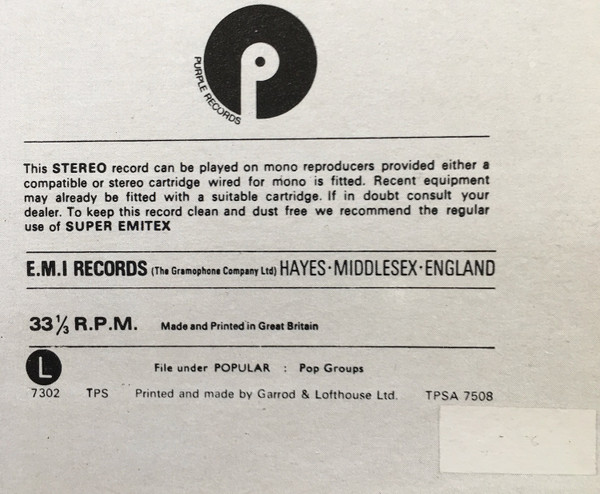 PURPLE RECORDS
This STEREO record can be played on mono reproducers provided either a
compatible or stereo cartridge wired for mono is fitted. Recent equipment
may already be fitted with a suitable cartridge. If in doubt consult your
dealer. To keep this record clean and dust free we recommend the regular
use of SUPER EMITEX
E.M.I RECORDS (The Gramophone Company Ltd) HAYES·MIDDLESEX·ENGLAND
33⅓ R.P.M. Made and Printed in Great Britain
L File under POPULAR : Pop Groups
7302 TPS Printed and made by Garrod & Lofthouse Ltd. TPSA 7508